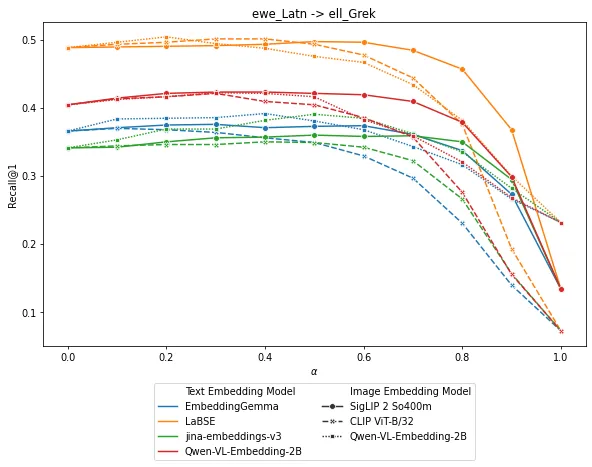 ewe_Latn -> ell_Grek
Recall@1
0.5
0.4
0.3
0.2
0.1
0.0 0.2 0.4 0.6 0.8 1.0
α
Text Embedding Model Image Embedding Model
EmbeddingGemma SigLIP 2 So400m
LaBSE CLIP ViT-B/32
jina-embeddings-v3 Qwen-VL-Embedding-2B
Qwen-VL-Embedding-2B